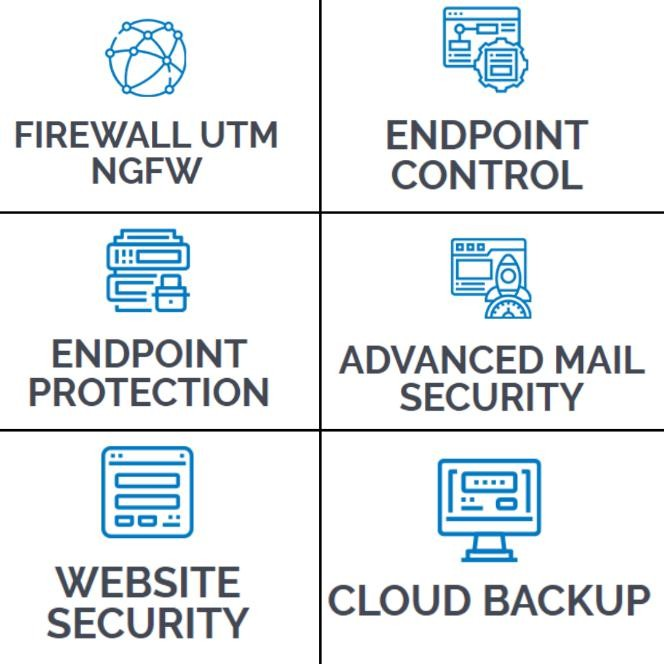 FIREWALL UTM
NGFW
ENDPOINT
CONTROL
ENDPOINT
PROTECTION
ADVANCED MAIL
SECURITY
WEBSITE
SECURITY
CLOUD BACKUP